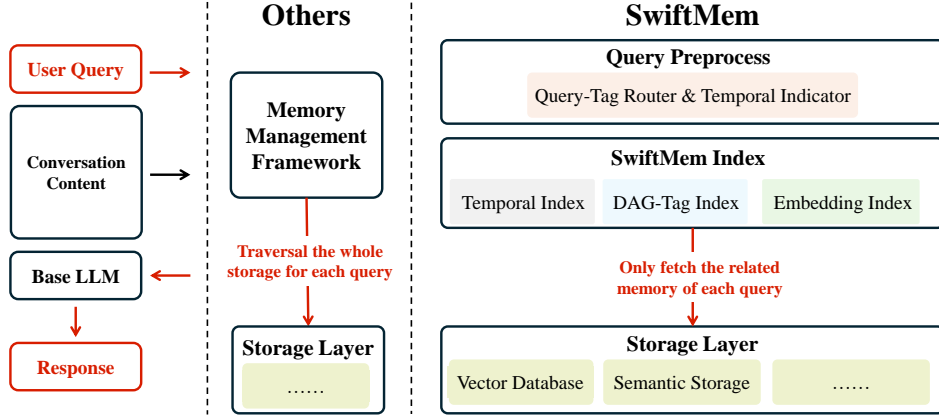 Others
SwiftMem
User Query
Conversation
Content
Base LLM
Response
Memory
Management
Framework
Traversal the whole
storage for each query
Storage Layer
……
Query Preprocess
Query-Tag Router & Temporal Indicator
SwiftMem Index
Temporal Index
DAG-Tag Index
Embedding Index
Only fetch the related
memory of each query
Storage Layer
Vector Database
Semantic Storage
……